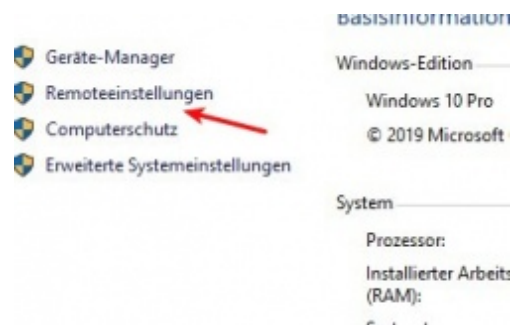 Basisinformation
Geräte-Manager
Remoteeinstellungen
Computerschutz
Erweiterte Systemeinstellungen
Windows-Edition
Windows 10 Pro
© 2019 Microsoft
System
Prozessor:
Installierter Arbeits
(RAM):